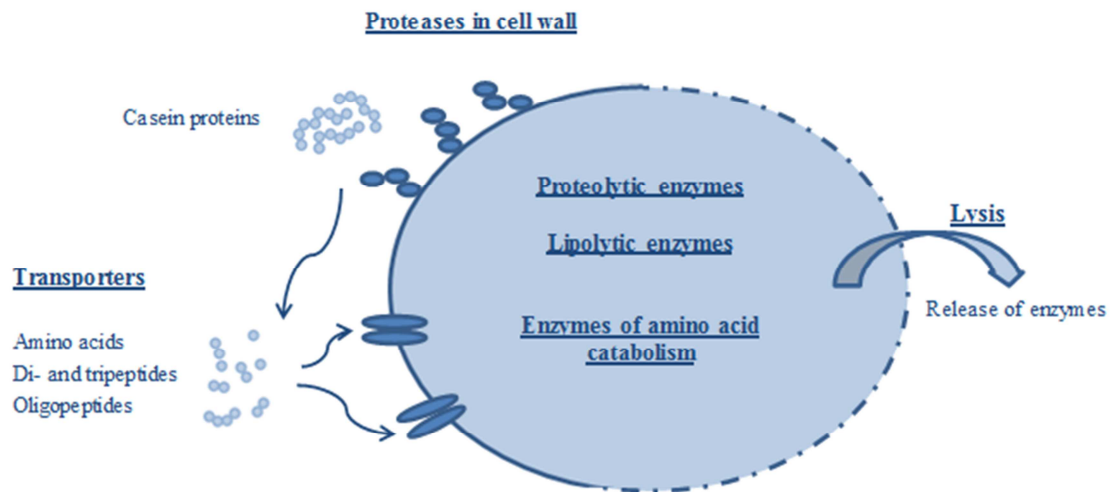 Proteases in cell wall
Casein proteins
Proteolytic enzymes
Lipolytic enzymes
Enzymes of amino acid
catabolism
Lysis
Release of enzymes
Transporters
Amino acids
Di- and tripeptides
Oligopeptides